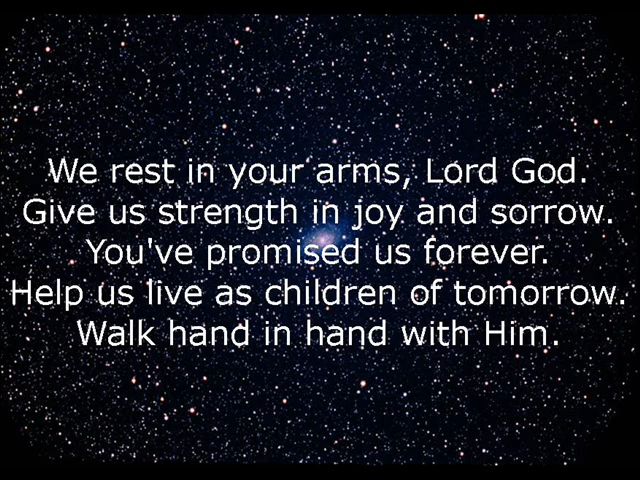 We rest in your arms, Lord God.
Give us strength in joy and sorrow.
You've promised us forever.
Help us live as children of tomorrow.
Walk hand in hand with Him.